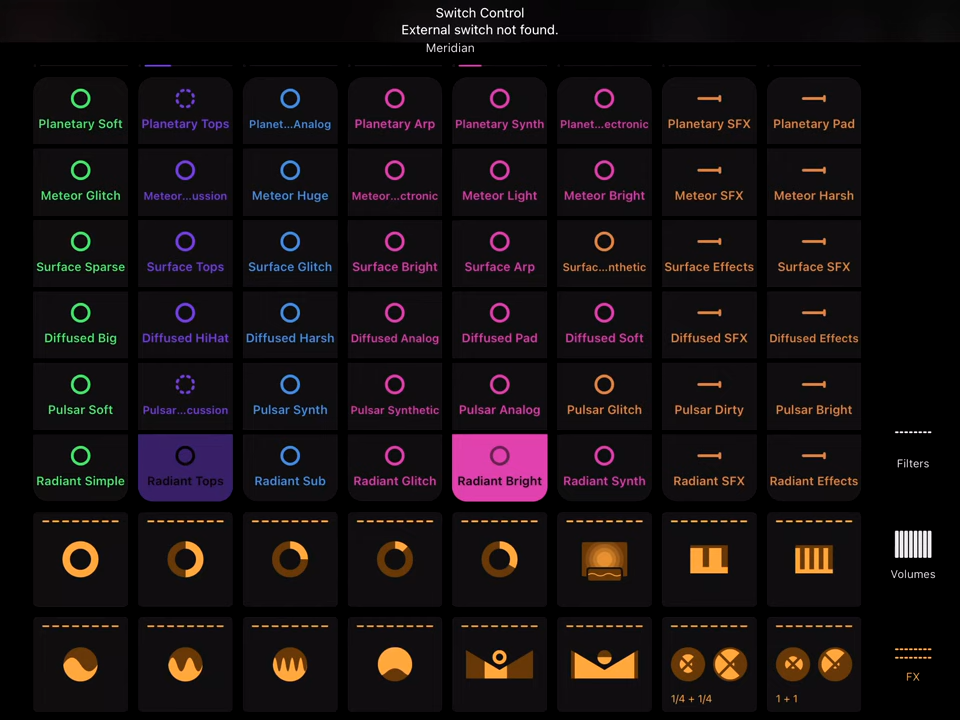 Switch Control
External switch not found.
Meridian
Planetary Soft
Planetary Tops
Planet...Analog
Planetary Arp
Planetary Synth
Planet...ectronic
Planetary SFX
Planetary Pad
Meteor Glitch
Meteor...ussion
Meteor Huge
Meteor...ctronic
Meteor Light
Meteor Bright
Meteor SFX
Meteor Harsh
Surface Sparse
Surface Tops
Surface Glitch
Surface Bright
Surface Arp
Surfac...nthetic
Surface Effects
Surface SFX
Diffused Big
Diffused HiHat
Diffused Harsh
Diffused Analog
Diffused Pad
Diffused Soft
Diffused SFX
Diffused Effects
Pulsar Soft
Pulsar...cussion
Pulsar Synth
Pulsar Synthetic
Pulsar Analog
Pulsar Glitch
Pulsar Dirty
Pulsar Bright
Filters
Radiant Simple
Radiant Tops
Radiant Sub
Radiant Glitch
Radiant Bright
Radiant Synth
Radiant SFX
Radiant Effects
Volumes
FX
1/4 + 1/4
1 + 1